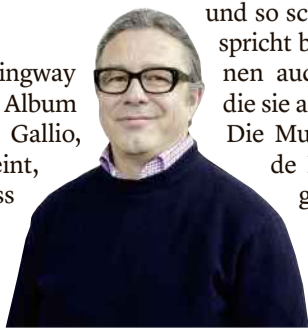 ingway
Album
Gallio,
eint,
ss
und so sc
spricht b
nen auc
die sie a
Die Mu
de
g